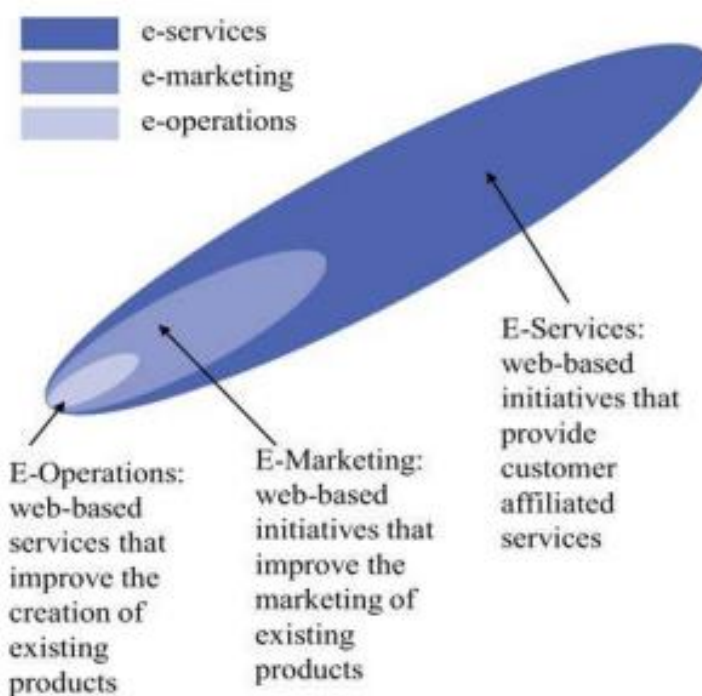 e-services
e-marketing
e-operations
E-Services:
web-based
initiatives that
provide
customer
affiliated
services
E-Marketing:
web-based
initiatives that
improve the
marketing of
existing
products
E-Operations:
web-based
services that
improve the
creation of
existing
products